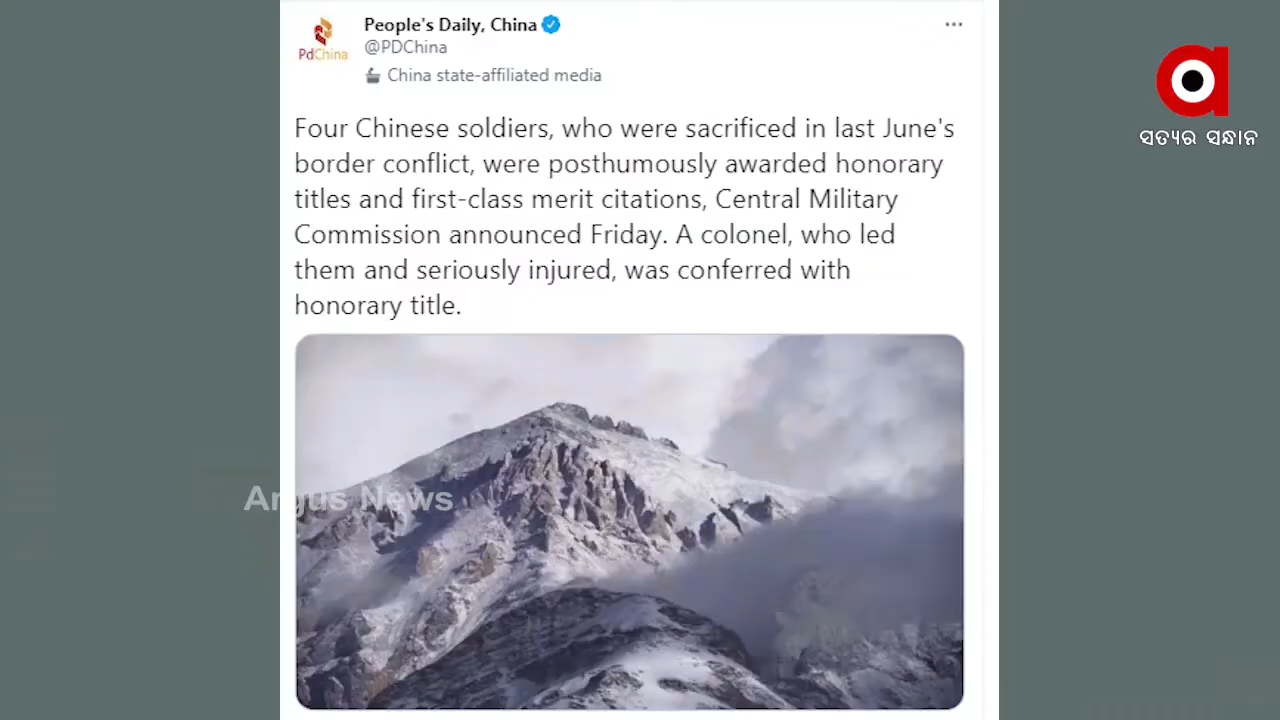 People's Daily, China
@PDChina
China state-affiliated media
PdChina
Four Chinese soldiers, who were sacrificed in last June's
border conflict, were posthumously awarded honorary
titles and first-class merit citations, Central Military
Commission announced Friday. A colonel, who led
them and seriously injured, was conferred with
honorary title.
ସତ୍ୟର ସନ୍ଧାନ
Argus News